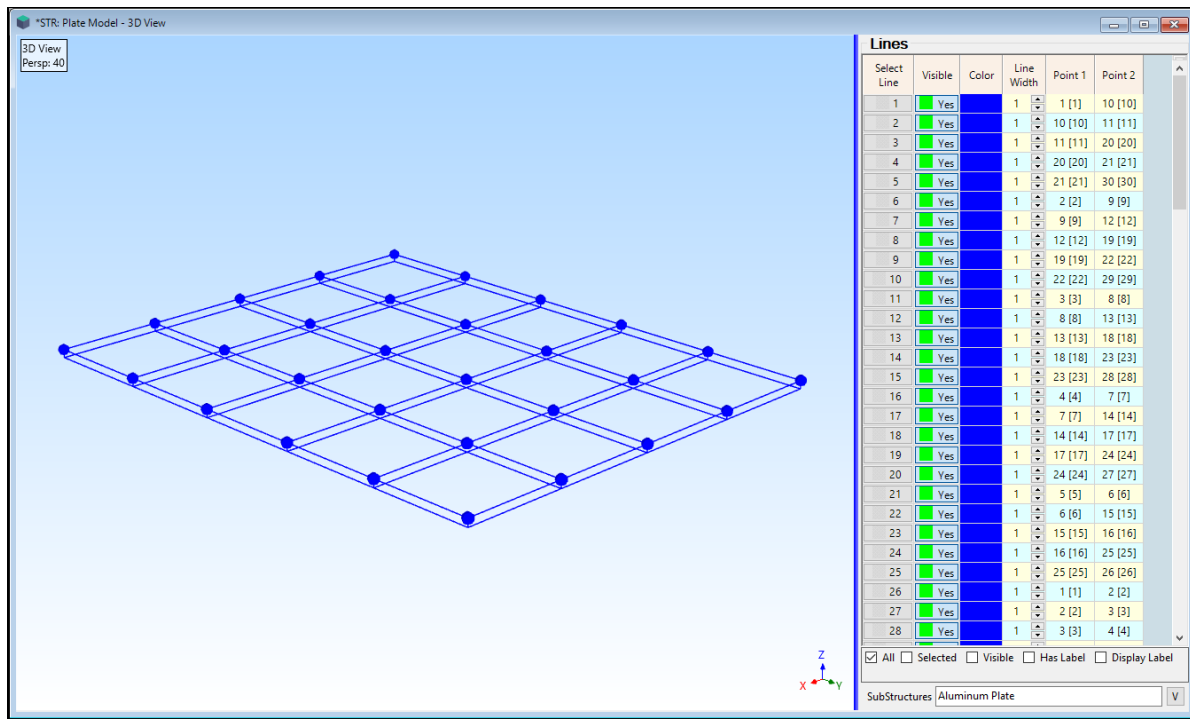 *STR: Plate Model - 3D View
3D View
Persp: 40
Z
X
Y
Lines
Select Line Visible Color Line Width Point 1 Point 2
1 Yes 1 1 [1] 10 [10]
2 Yes 1 10 [10] 11 [11]
3 Yes 1 11 [11] 20 [20]
4 Yes 1 20 [20] 21 [21]
5 Yes 1 21 [21] 30 [30]
6 Yes 1 2 [2] 9 [9]
7 Yes 1 9 [9] 12 [12]
8 Yes 1 12 [12] 19 [19]
9 Yes 1 19 [19] 22 [22]
10 Yes 1 22 [22] 29 [29]
11 Yes 1 3 [3] 8 [8]
12 Yes 1 8 [8] 13 [13]
13 Yes 1 13 [13] 18 [18]
14 Yes 1 18 [18] 23 [23]
15 Yes 1 23 [23] 28 [28]
16 Yes 1 4 [4] 7 [7]
17 Yes 1 7 [7] 14 [14]
18 Yes 1 14 [14] 17 [17]
19 Yes 1 17 [17] 24 [24]
20 Yes 1 24 [24] 27 [27]
21 Yes 1 5 [5] 6 [6]
22 Yes 1 6 [6] 15 [15]
23 Yes 1 15 [15] 16 [16]
24 Yes 1 16 [16] 25 [25]
25 Yes 1 25 [25] 26 [26]
26 Yes 1 1 [1] 2 [2]
27 Yes 1 2 [2] 3 [3]
28 Yes 1 3 [3] 4 [4]
All Selected Visible Has Label Display Label
SubStructures Aluminum Plate V